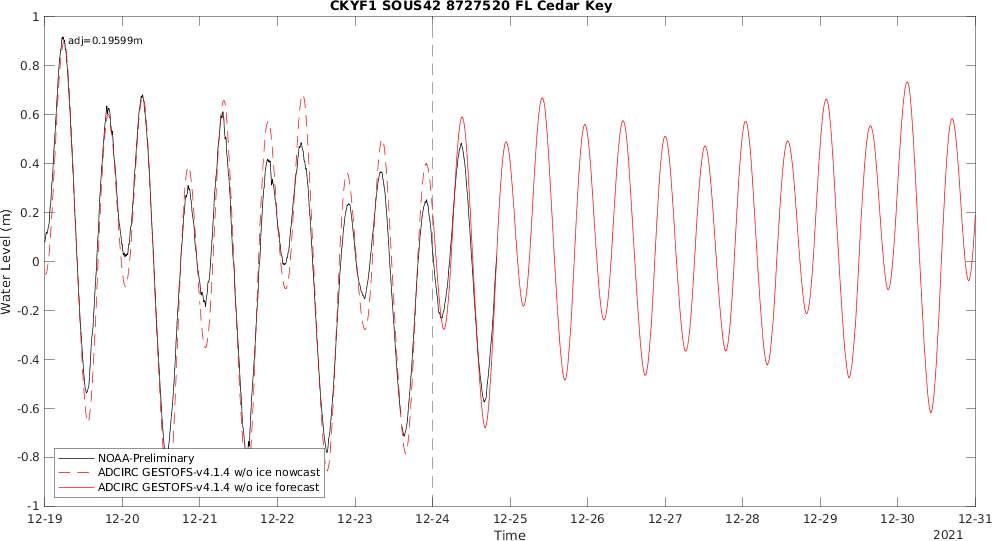 CKYF1 SOUS42 8727520 FL Cedar Key
adj=0.19599m
1
0.8
0.6
0.4
0.2
0
-0.2
-0.4
-0.6
-0.8
-1
Water Level (m)
NOAA-Preliminary
ADCIRC GESTOFS-v4.1.4 w/o ice nowcast
ADCIRC GESTOFS-v4.1.4 w/o ice forecast
12-19 12-20 12-21 12-22 12-23 12-24 12-25 12-26 12-27 12-28 12-29 12-30 12-31
Time
2021